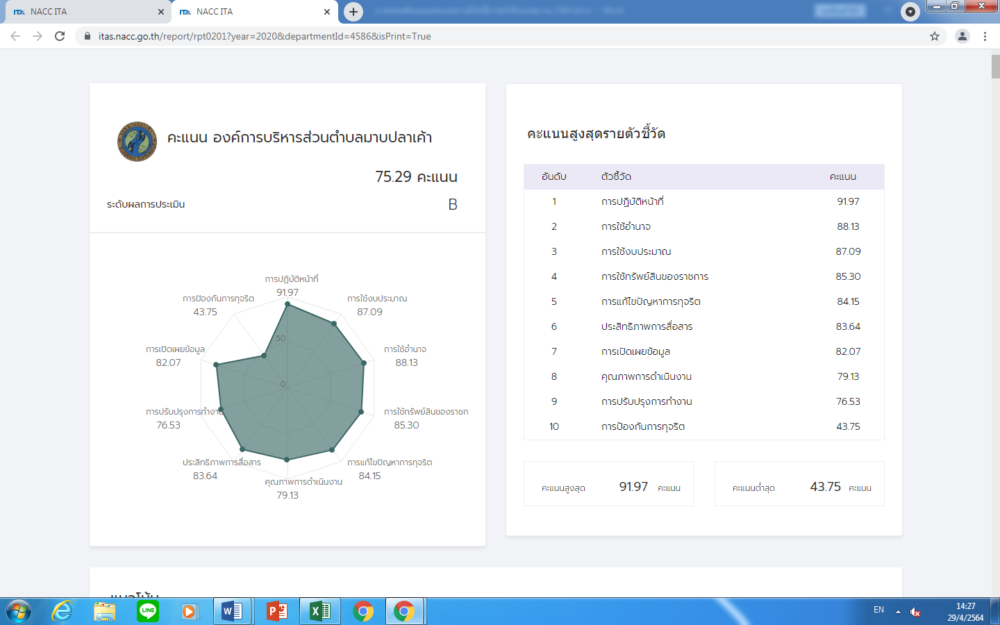 ITA NACC ITA
ITA NACC ITA
itas.nacc.go.th/report/rpt0201?year=2020&departmentId=4586&isPrint=True
คะแนน องค์การบริหารส่วนตำบลมาบปลาเค้า
75.29 คะแนน
ระดับผลการประเมิน B
การปฏิบัติหน้าที่
91.97
การป้องกันการทุจริต
43.75
การใช้งบประมาณ
87.09
50
การเปิดเผยข้อมูล
82.07
การใช้อำนาจ
88.13
0
การปรับปรุงการทำงาน
76.53
การใช้ทรัพย์สินของราชก
85.30
ประสิทธิภาพการสื่อสาร
83.64
การแก้ไขปัญหาการทุจริต
84.15
คุณภาพการดำเนินงาน
79.13
คะแนนสูงสุดรายตัวชี้วัด
อันดับ ตัวชี้วัด คะแนน
1 การปฏิบัติหน้าที่ 91.97
2 การใช้อำนาจ 88.13
3 การใช้งบประมาณ 87.09
4 การใช้ทรัพย์สินของราชการ 85.30
5 การแก้ไขปัญหาการทุจริต 84.15
6 ประสิทธิภาพการสื่อสาร 83.64
7 การเปิดเผยข้อมูล 82.07
8 คุณภาพการดำเนินงาน 79.13
9 การปรับปรุงการทำงาน 76.53
10 การป้องกันการทุจริต 43.75
คะแนนสูงสุด 91.97 คะแนน
คะแนนต่ำสุด 43.75 คะแนน
LINE
EN
14:27
29/4/2564